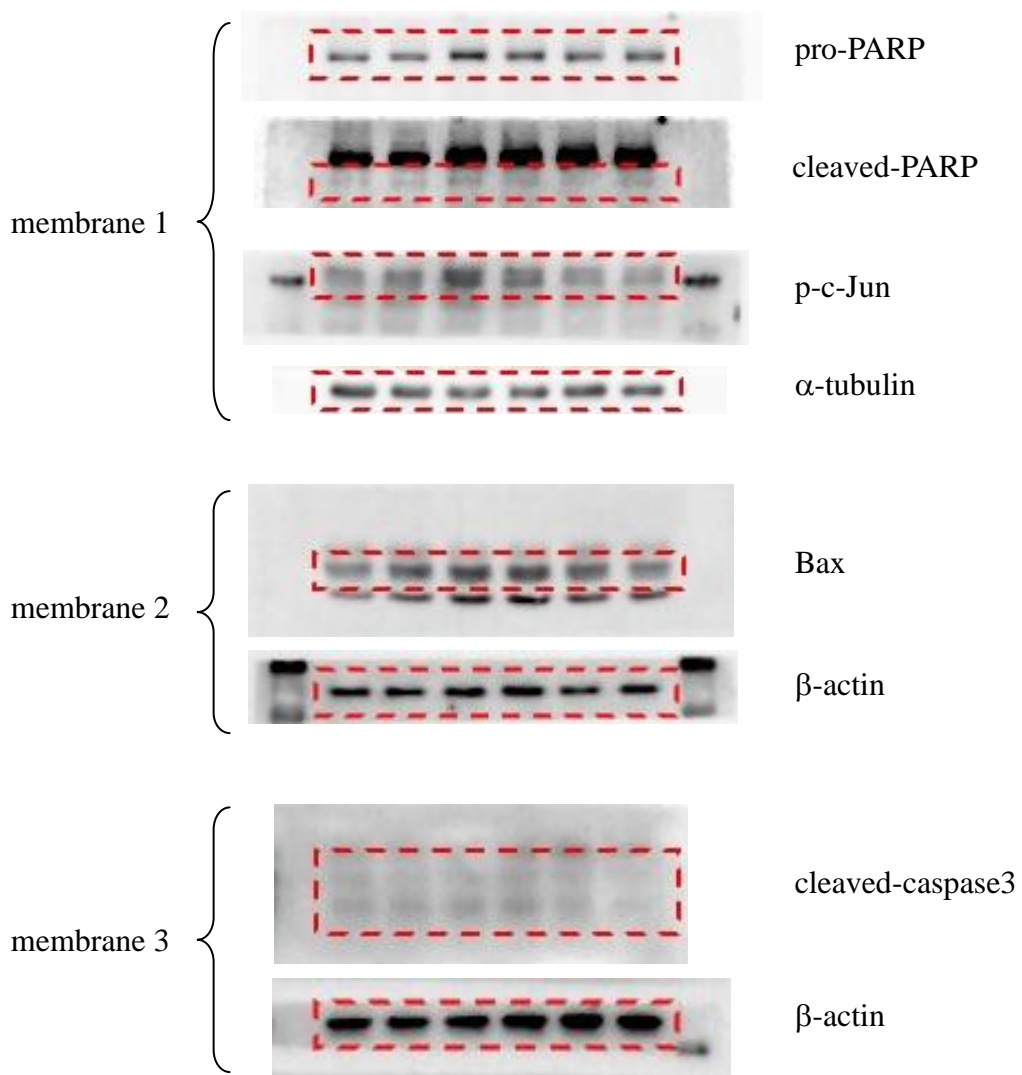 membrane 1
pro-PARP
cleaved-PARP
p-c-Jun
α-tubulin
membrane 2
Bax
β-actin
membrane 3
cleaved-caspase3
β-actin